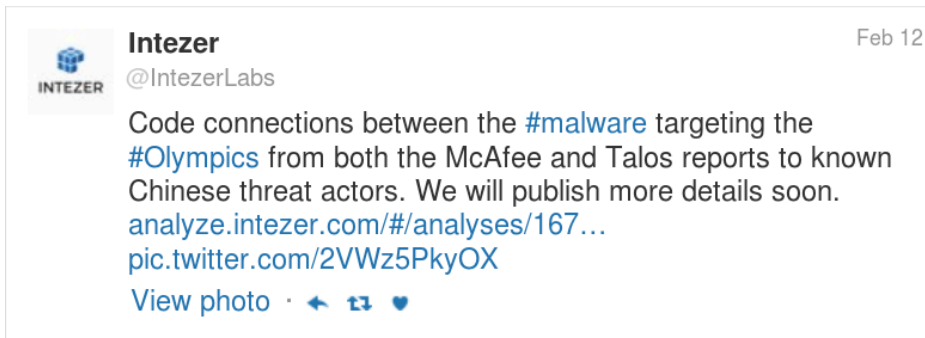 Intezer
Feb 12
INTEZER
@IntezerLabs
Code connections between the #malware targeting the
#Olympics from both the McAfee and Talos reports to known
Chinese threat actors. We will publish more details soon.
analyze.intezer.com/#/analyses/167…
pic.twitter.com/2VWz5PkyOX
View photo ·